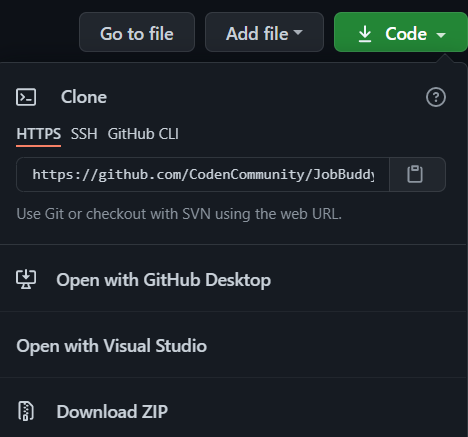 Go to file Add file Code
Clone
HTTPS SSH GitHub CLI
https://github.com/CodenCommunity/JobBuddy
Use Git or checkout with SVN using the web URL.
Open with GitHub Desktop
Open with Visual Studio
Download ZIP